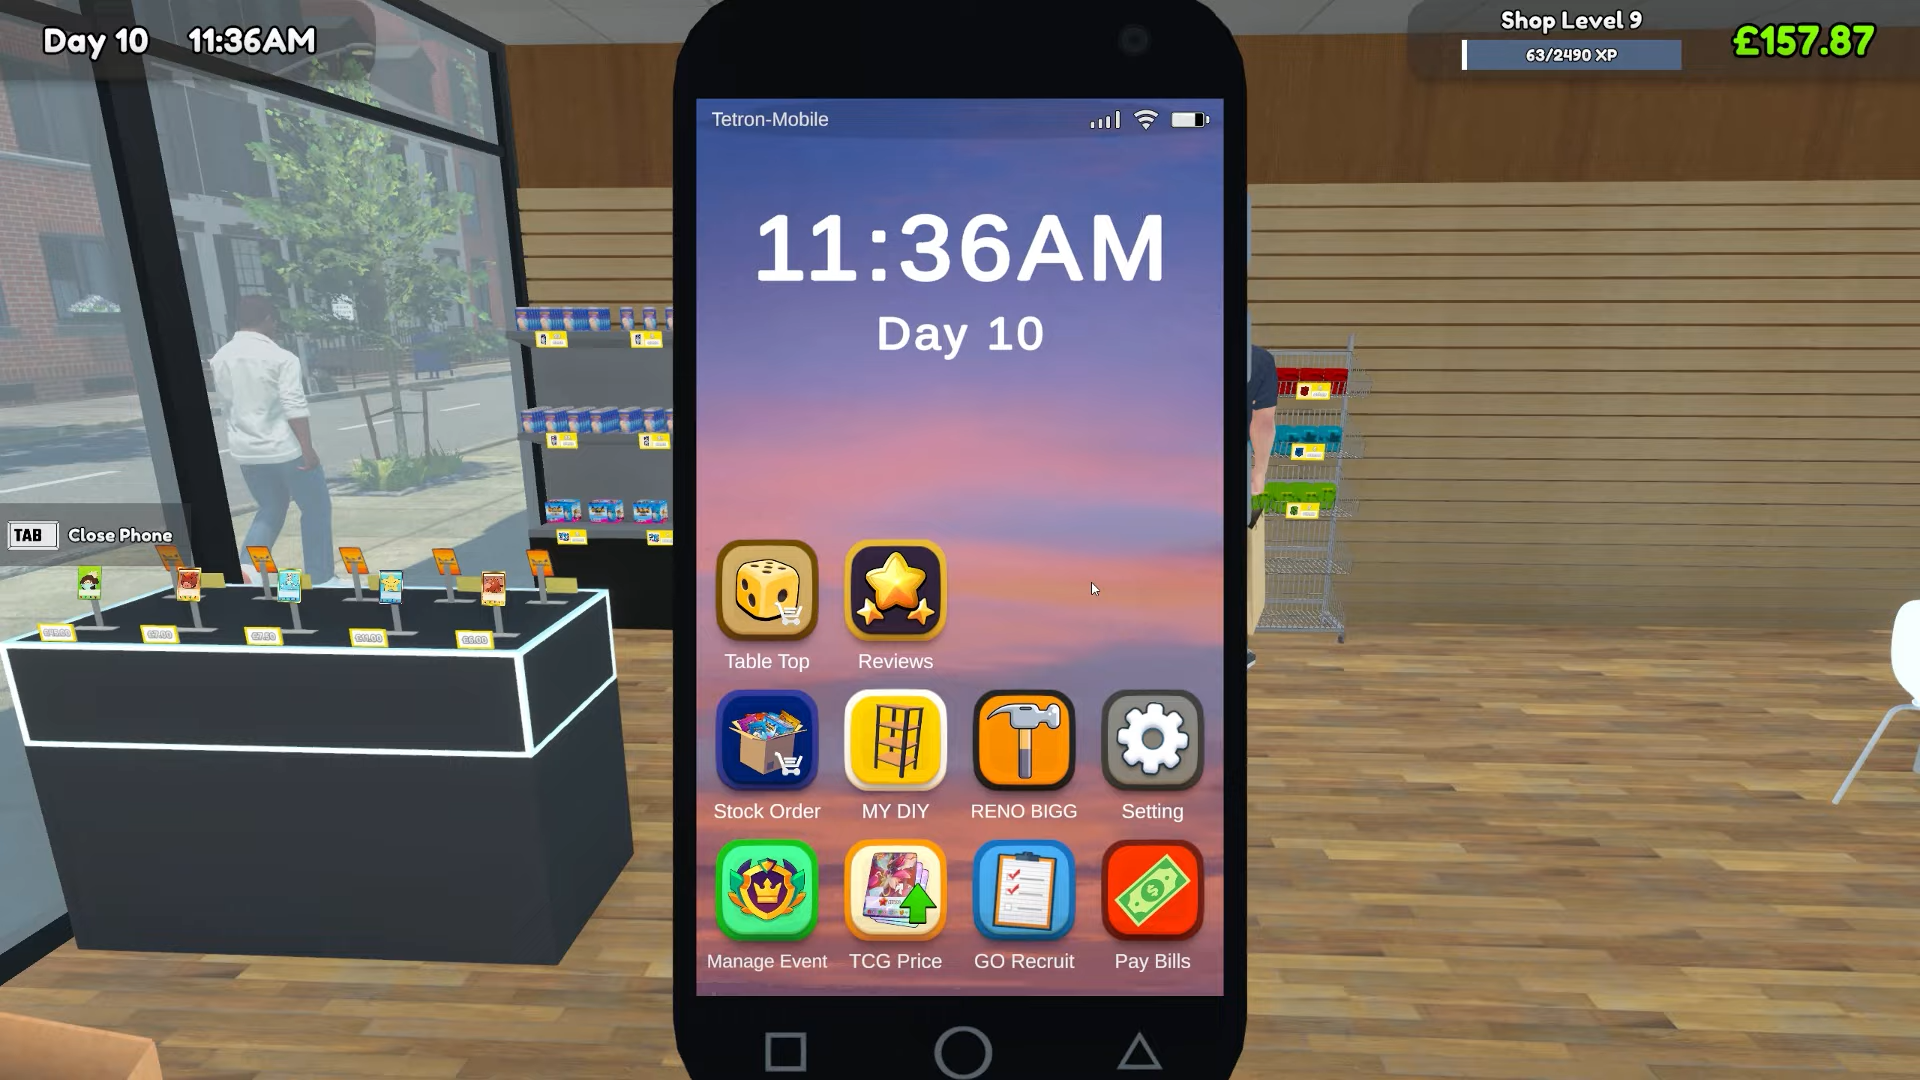 Day 10 11:36AM
Shop Level 9
63/2490 XP
£157.87
Tetron-Mobile
11:36AM
Day 10
TAB Close Phone
Table Top Reviews
Stock Order MY DIY RENO BIGG Setting
Manage Event TCG Price GO Recruit Pay Bills